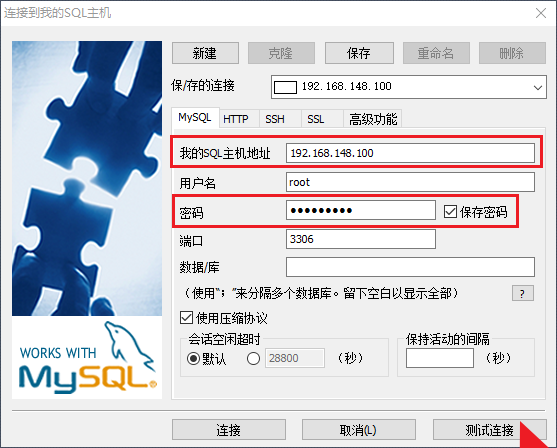 连接到我的SQL主机
新建 克隆 保存 重命名 删除
保/存的连接 192.168.148.100
MySQL HTTP SSH SSL 高级功能
我的SQL主机地址 192.168.148.100
用户名 root
密码 ●●●●●●●●● 保存密码
端口 3306
数据/库
（使用“；”来分隔多个数据库。留下空白以显示全部） ?
使用压缩协议
会话空闲超时 保持活动的间隔
默认 28800 （秒） （秒）
WORKS WITH
MySQL®
连接 取消(L) 测试连接